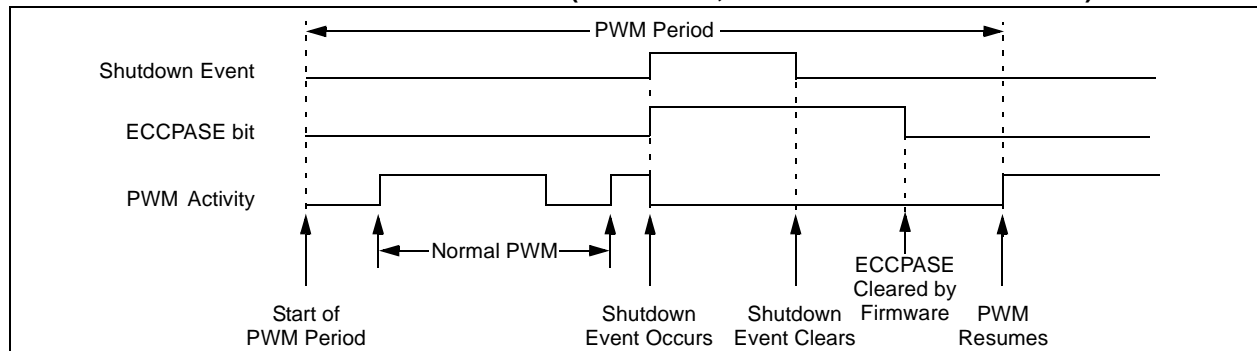 PWM Period
Shutdown Event
ECCPASE bit
PWM Activity
Normal PWM
Start of
PWM Period
Shutdown
Event Occurs
Shutdown
Event Clears
ECCPASE
Cleared by
Firmware
PWM
Resumes